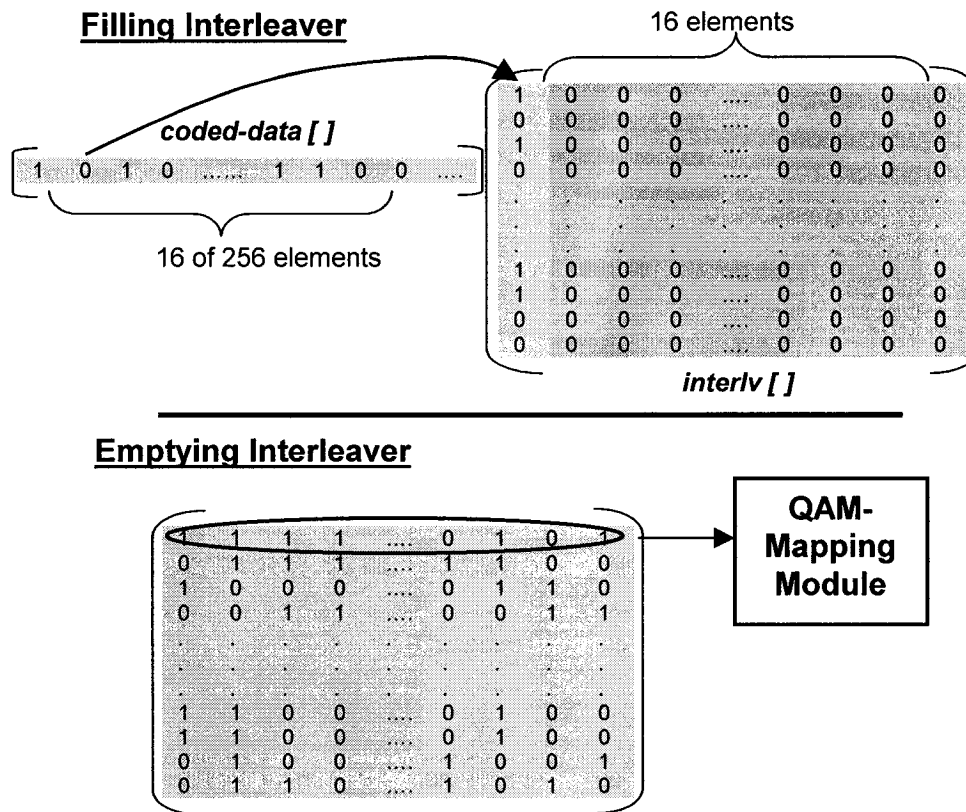 Filling Interleaver
16 elements
coded-data [ ]
1 0 1 0 ...... 1 1 0 0 ....
16 of 256 elements
1 0 0 0 .... 0 0 0 0
0 0 0 0 .... 0 0 0 0
1 0 0 0 .... 0 0 0 0
0 0 0 0 .... 0 0 0 0
. . . . . . . .
. . . . . . . .
. . . . . . . .
1 0 0 0 .... 0 0 0 0
1 0 0 0 .... 0 0 0 0
0 0 0 0 .... 0 0 0 0
0 0 0 0 .... 0 0 0 0
interlv [ ]
Emptying Interleaver
1 1 1 1 .... 0 1 0 1
0 1 1 1 .... 1 1 0 0
1 0 0 0 .... 0 1 1 0
0 0 1 1 .... 0 0 1 1
. . . . . . . .
. . . . . . . .
. . . . . . . .
1 1 0 0 .... 0 1 0 0
1 1 0 0 .... 0 1 0 0
0 1 0 0 .... 1 0 0 1
0 1 1 0 .... 1 0 1 0
QAM-
Mapping
Module